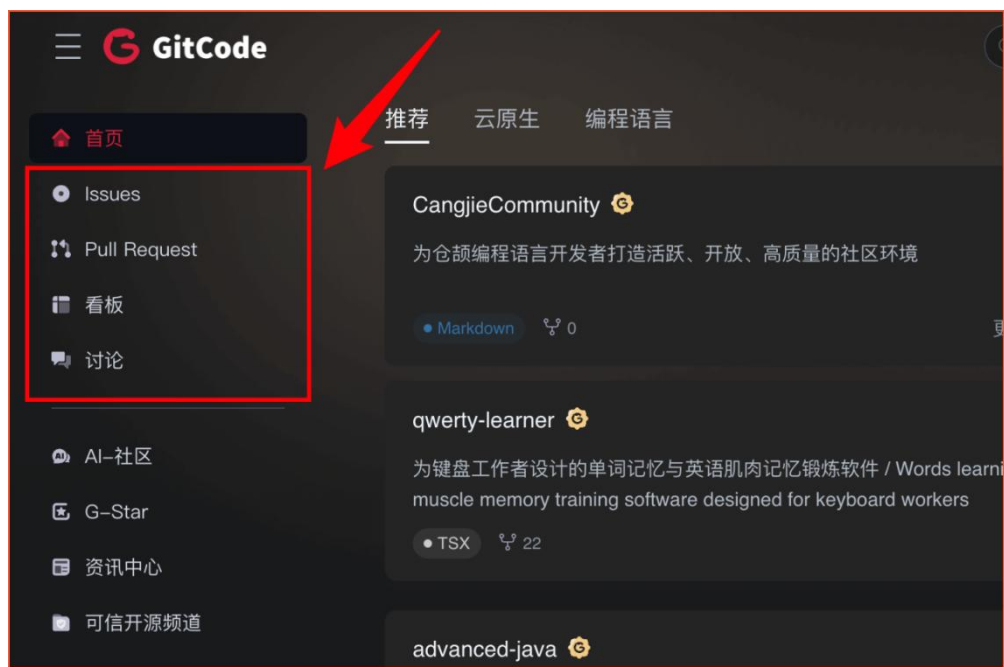 GitCode
首页
Issues
Pull Request
看板
讨论
AI-社区
G-Star
资讯中心
可信开源频道
推荐 云原生 编程语言
CangjieCommunity
为仓颉编程语言开发者打造活跃、开放、高质量的社区环境
Markdown 0
qwerty-learner
为键盘工作者设计的单词记忆与英语肌肉记忆锻炼软件 / Words learni
muscle memory training software designed for keyboard workers
TSX 22
advanced-java